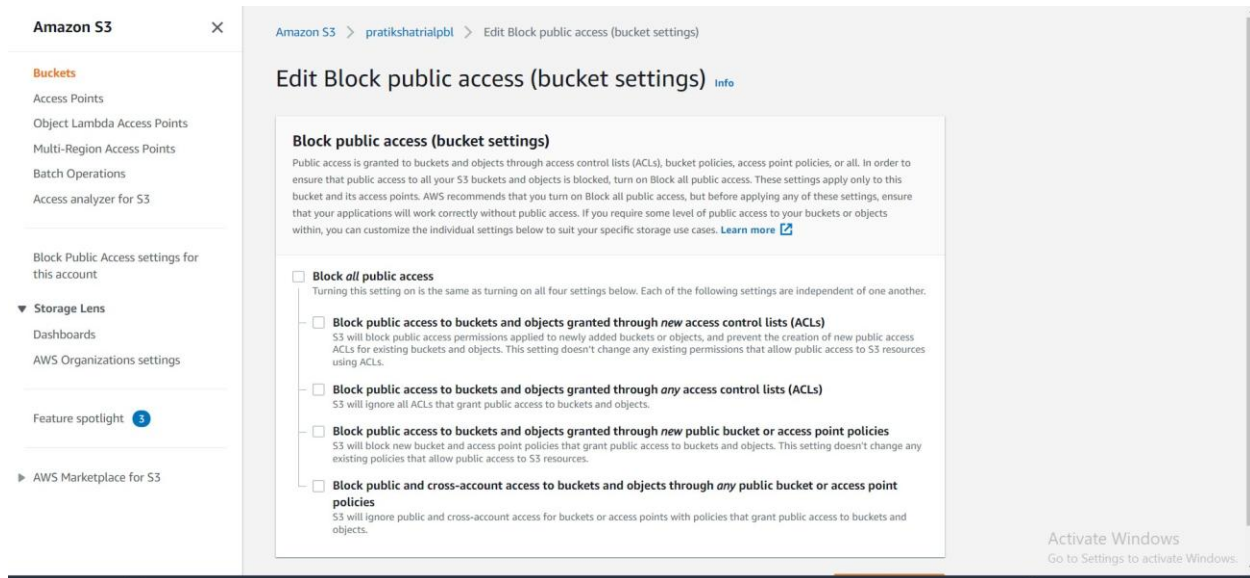 Amazon S3
Buckets
Access Points
Object Lambda Access Points
Multi-Region Access Points
Batch Operations
Access analyzer for S3
Block Public Access settings for
this account
Storage Lens
Dashboards
AWS Organizations settings
Feature spotlight 3
AWS Marketplace for S3
Amazon S3 > pratikshatrialpbl > Edit Block public access (bucket settings)
Edit Block public access (bucket settings) Info
Block public access (bucket settings)
Public access is granted to buckets and objects through access control lists (ACLs), bucket policies, access point policies, or all. In order to
ensure that public access to all your S3 buckets and objects is blocked, turn on Block all public access. These settings apply only to this
bucket and its access points. AWS recommends that you turn on Block all public access, but before applying any of these settings, ensure
that your applications will work correctly without public access. If you require some level of public access to your buckets or objects
within, you can customize the individual settings below to suit your specific storage use cases. Learn more
Block all public access
Turning this setting on is the same as turning on all four settings below. Each of the following settings are independent of one another.
Block public access to buckets and objects granted through new access control lists (ACLs)
S3 will block public access permissions applied to newly added buckets or objects, and prevent the creation of new public access
ACLs for existing buckets and objects. This setting doesn't change any existing permissions that allow public access to S3 resources
using ACLs.
Block public access to buckets and objects granted through any access control lists (ACLs)
S3 will ignore all ACLs that grant public access to buckets and objects.
Block public access to buckets and objects granted through new public bucket or access point policies
S3 will block new bucket and access point policies that grant public access to buckets and objects. This setting doesn't change any
existing policies that allow public access to S3 resources.
Block public and cross-account access to buckets and objects through any public bucket or access point
policies
S3 will ignore public and cross-account access for buckets or access points with policies that grant public access to buckets and
objects.
Activate Windows
Go to Settings to activate Windows.